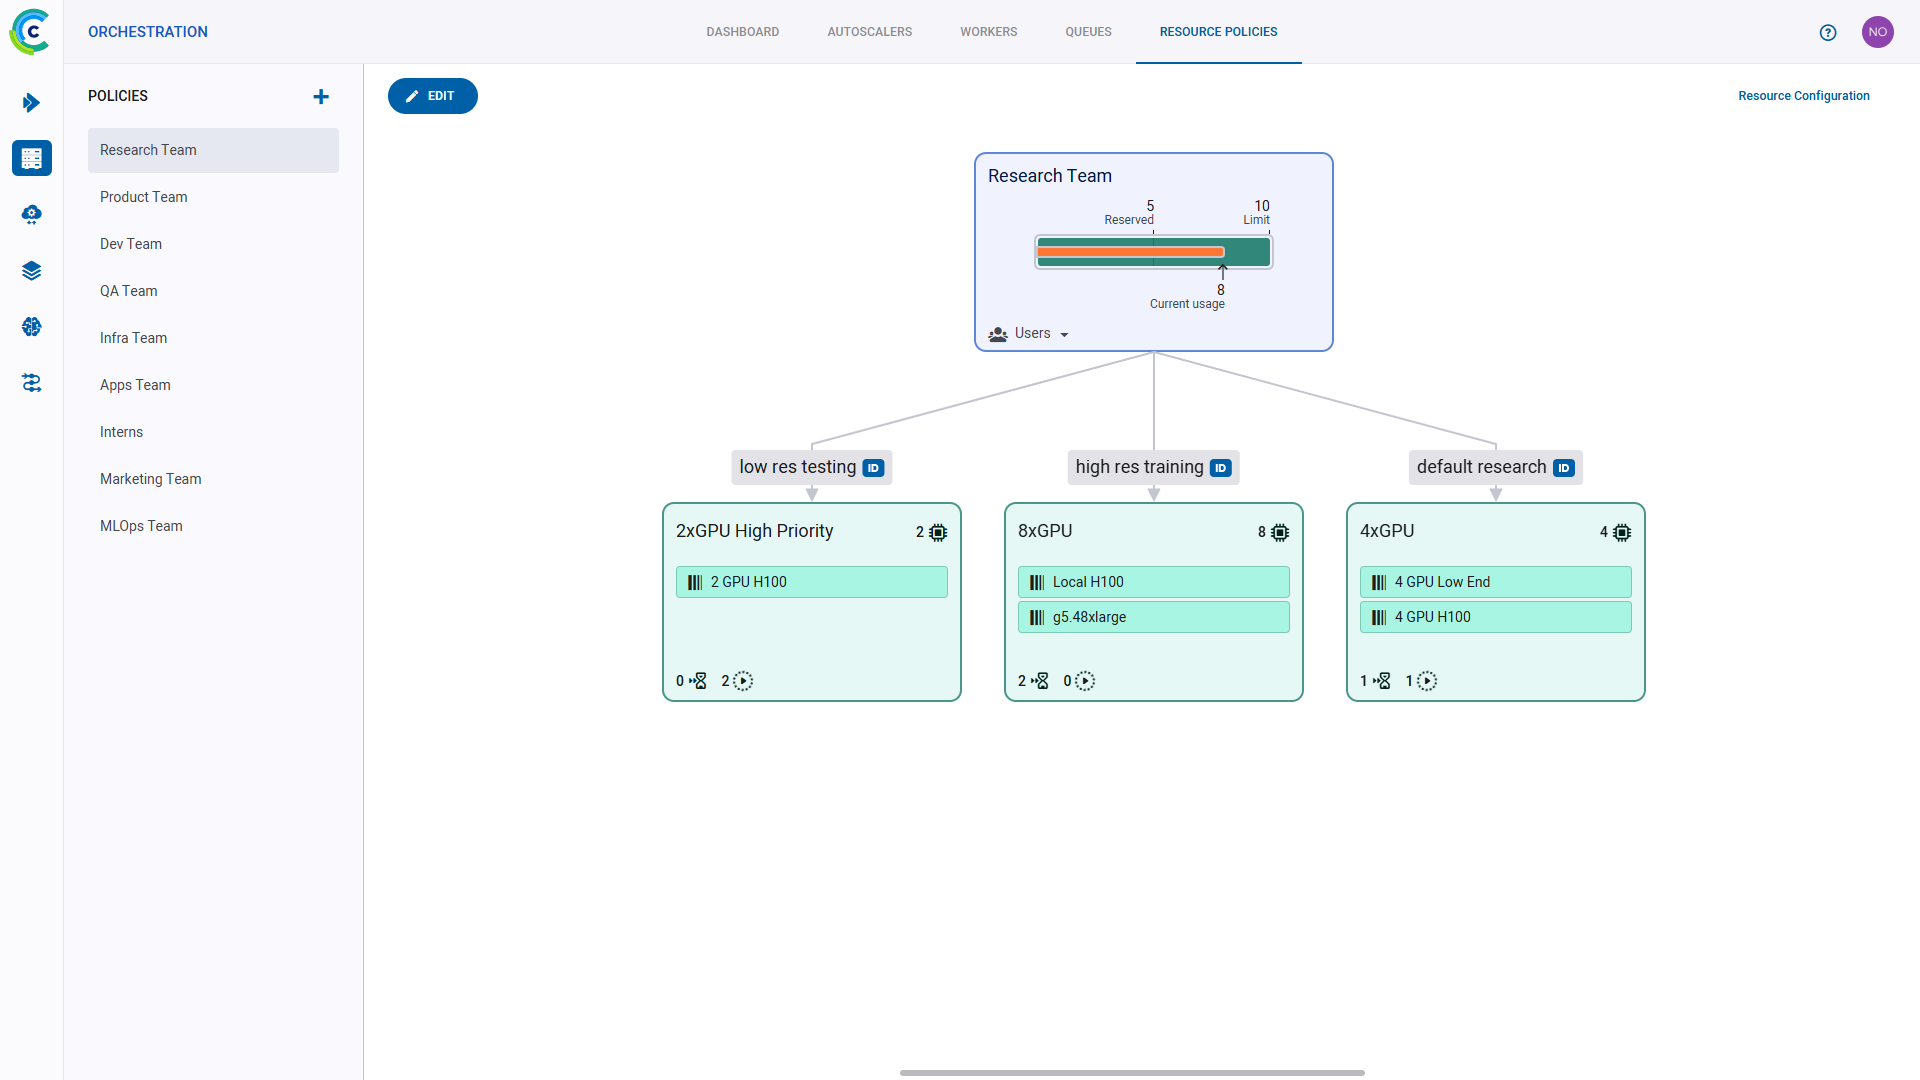 C
ORCHESTRATION
DASHBOARD
AUTOSCALERS
WORKERS
QUEUES
RESOURCE POLICIES
?
NO
POLICIES
+
Research Team
Product Team
Dev Team
QA Team
Infra Team
Apps Team
Interns
Marketing Team
MLOps Team
EDIT
Resource Configuration
Research Team
5
Reserved
10
Limit
8
Current usage
Users
low res testing ID
high res training ID
default research ID
2xGPU High Priority 2
2 GPU H100
0 2
8xGPU 8
Local H100
g5.48xlarge
2 0
4xGPU 4
4 GPU Low End
4 GPU H100
1 1